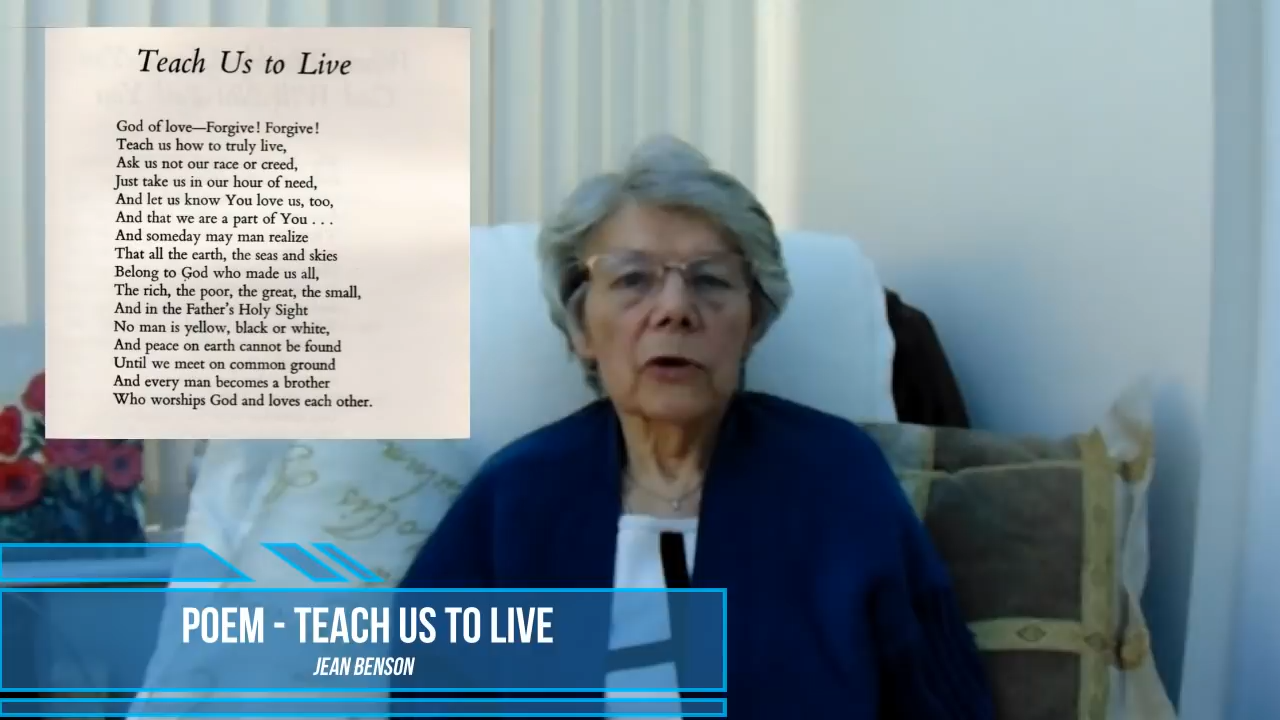 Teach Us to Live
God of love—Forgive! Forgive!
Teach us how to truly live,
Ask us not our race or creed,
Just take us in our hour of need,
And let us know You love us, too,
And that we are a part of You . . .
And someday may man realize
That all the earth, the seas and skies
Belong to God who made us all,
The rich, the poor, the great, the small,
And in the Father's Holy Sight
No man is yellow, black or white,
And peace on earth cannot be found
Until we meet on common ground
And every man becomes a brother
Who worships God and loves each other.
POEM - TEACH US TO LIVE
JEAN BENSON